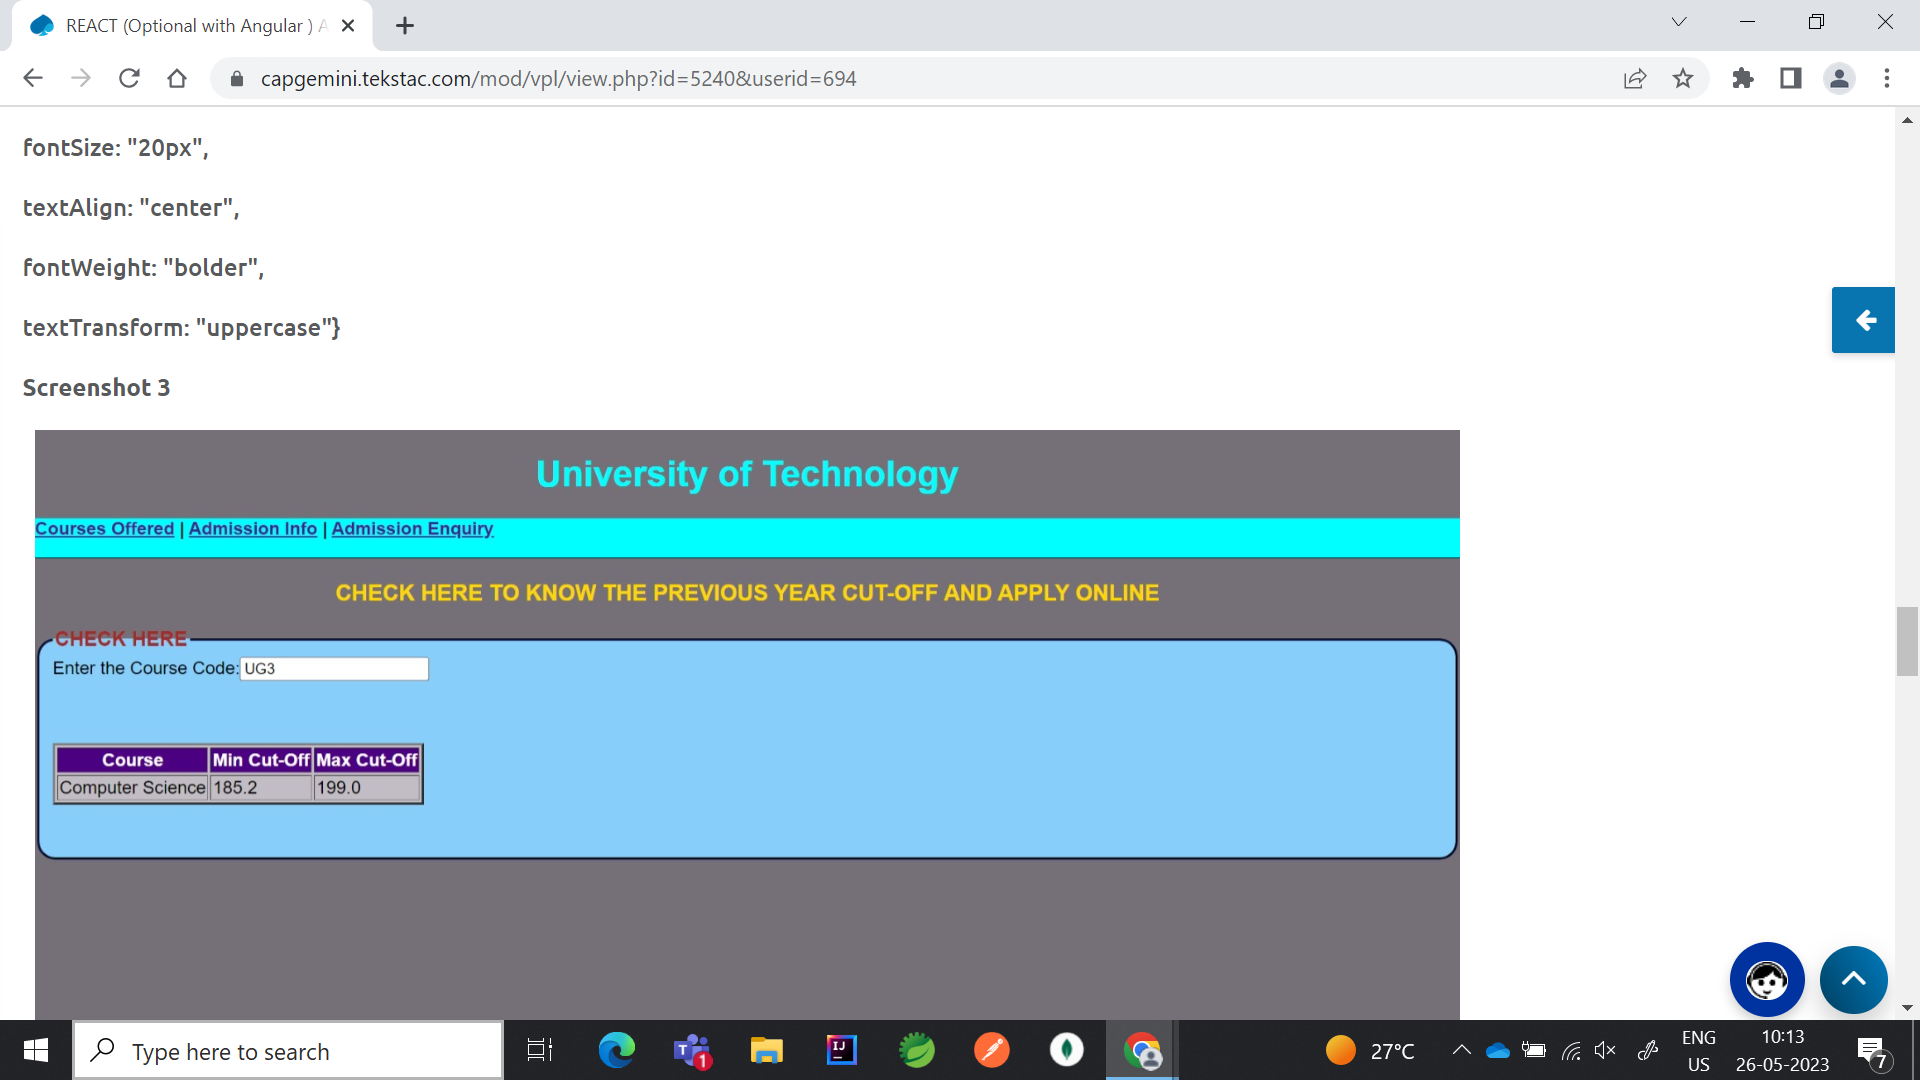 REACT (Optional with Angular ) A
capgemini.tekstac.com/mod/vpl/view.php?id=5240&userid=694
fontSize: "20px",
textAlign: "center",
fontWeight: "bolder",
textTransform: "uppercase"}
Screenshot 3
University of Technology
Courses Offered | Admission Info | Admission Enquiry
CHECK HERE TO KNOW THE PREVIOUS YEAR CUT-OFF AND APPLY ONLINE
CHECK HERE
Enter the Course Code: UG3
Course Min Cut-Off Max Cut-Off
Computer Science 185.2 199.0
Type here to search
T 1
IJ
27°C
ENG
US
10:13
26-05-2023
7